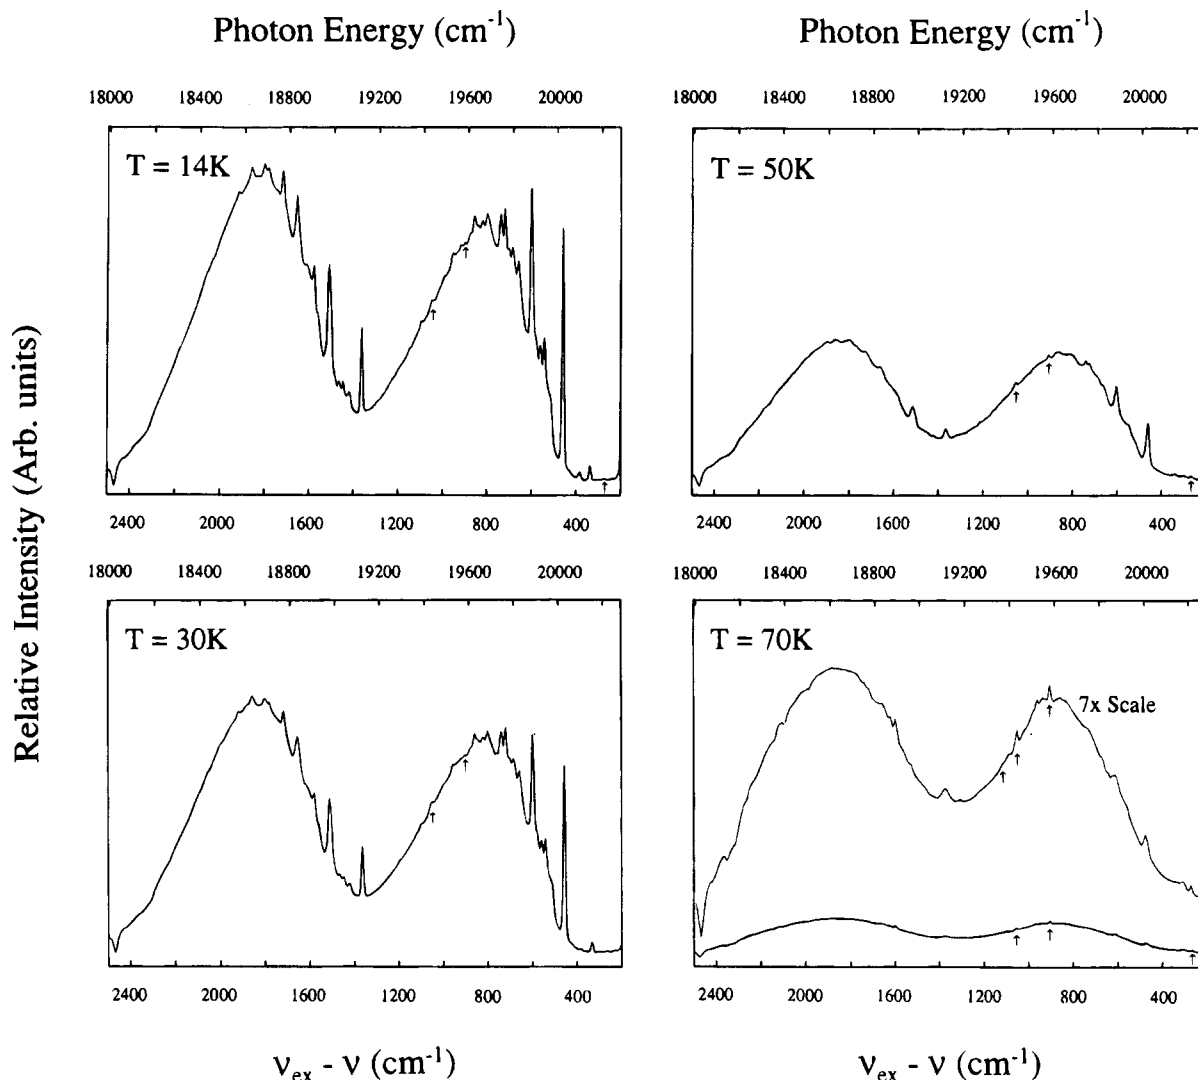 Photon Energy (cm-1)
Photon Energy (cm-1)
18000 18400 18800 19200 19600 20000
18000 18400 18800 19200 19600 20000
T = 14K
T = 50K
2400 2000 1600 1200 800 400
2400 2000 1600 1200 800 400
Relative Intensity (Arb. units)
18000 18400 18800 19200 19600 20000
18000 18400 18800 19200 19600 20000
T = 30K
T = 70K
7x Scale
2400 2000 1600 1200 800 400
2400 2000 1600 1200 800 400
νex - ν (cm-1)
νex - ν (cm-1)